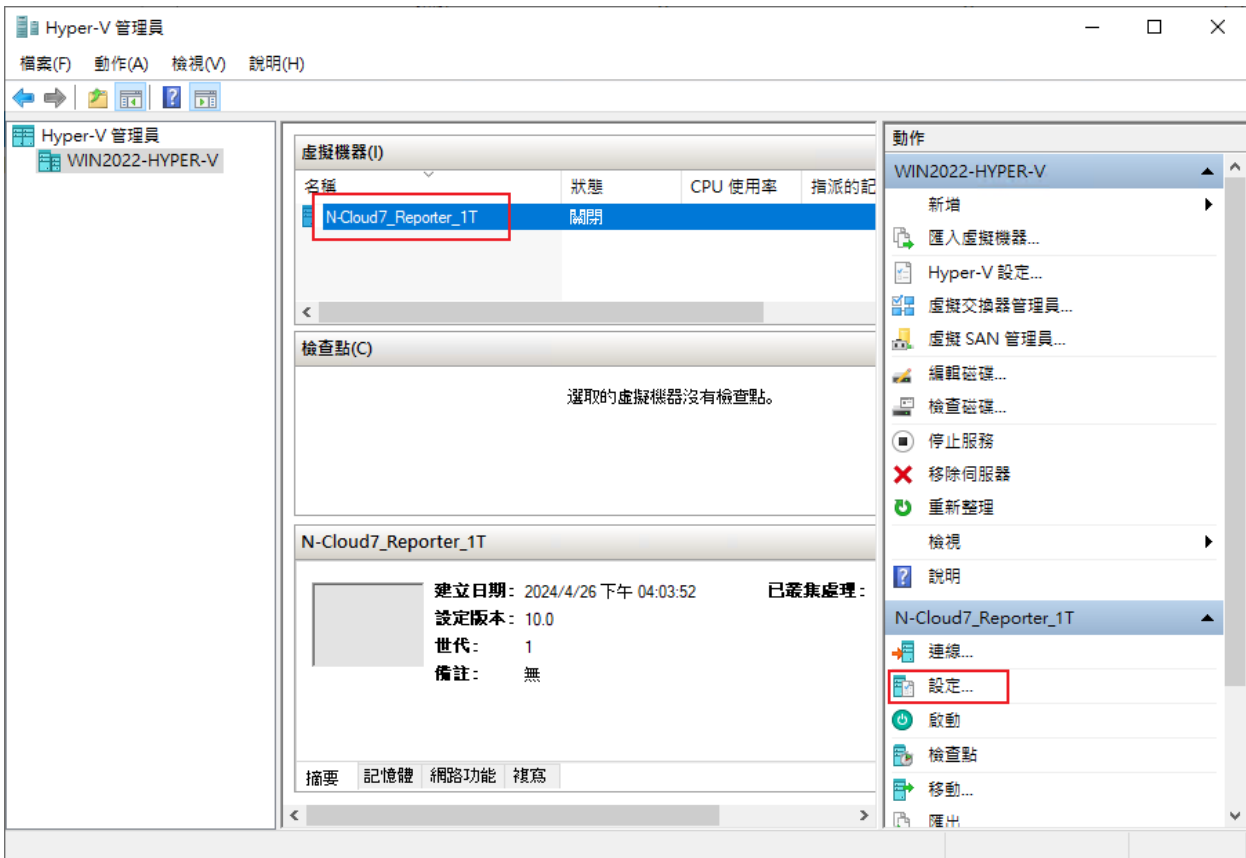 Hyper-V 管理員
檔案(F) 動作(A) 檢視(V) 說明(H)
Hyper-V 管理員
WIN2022-HYPER-V
虛擬機器(I)
名稱 狀態 CPU 使用率 指派的記
N-Cloud7_Reporter_1T 關閉
檢查點(C)
選取的虛擬機器沒有檢查點。
N-Cloud7_Reporter_1T
建立日期: 2024/4/26 下午 04:03:52 已叢集處理:
設定版本: 10.0
世代: 1
備註: 無
摘要 記憶體 網路功能 複寫
動作
WIN2022-HYPER-V
新增
匯入虛擬機器...
Hyper-V 設定...
虛擬交換器管理員...
虛擬 SAN 管理員...
編輯磁碟...
檢查磁碟...
停止服務
移除伺服器
重新整理
檢視
說明
N-Cloud7_Reporter_1T
連線...
設定...
啟動
檢查點
移動...
匯出